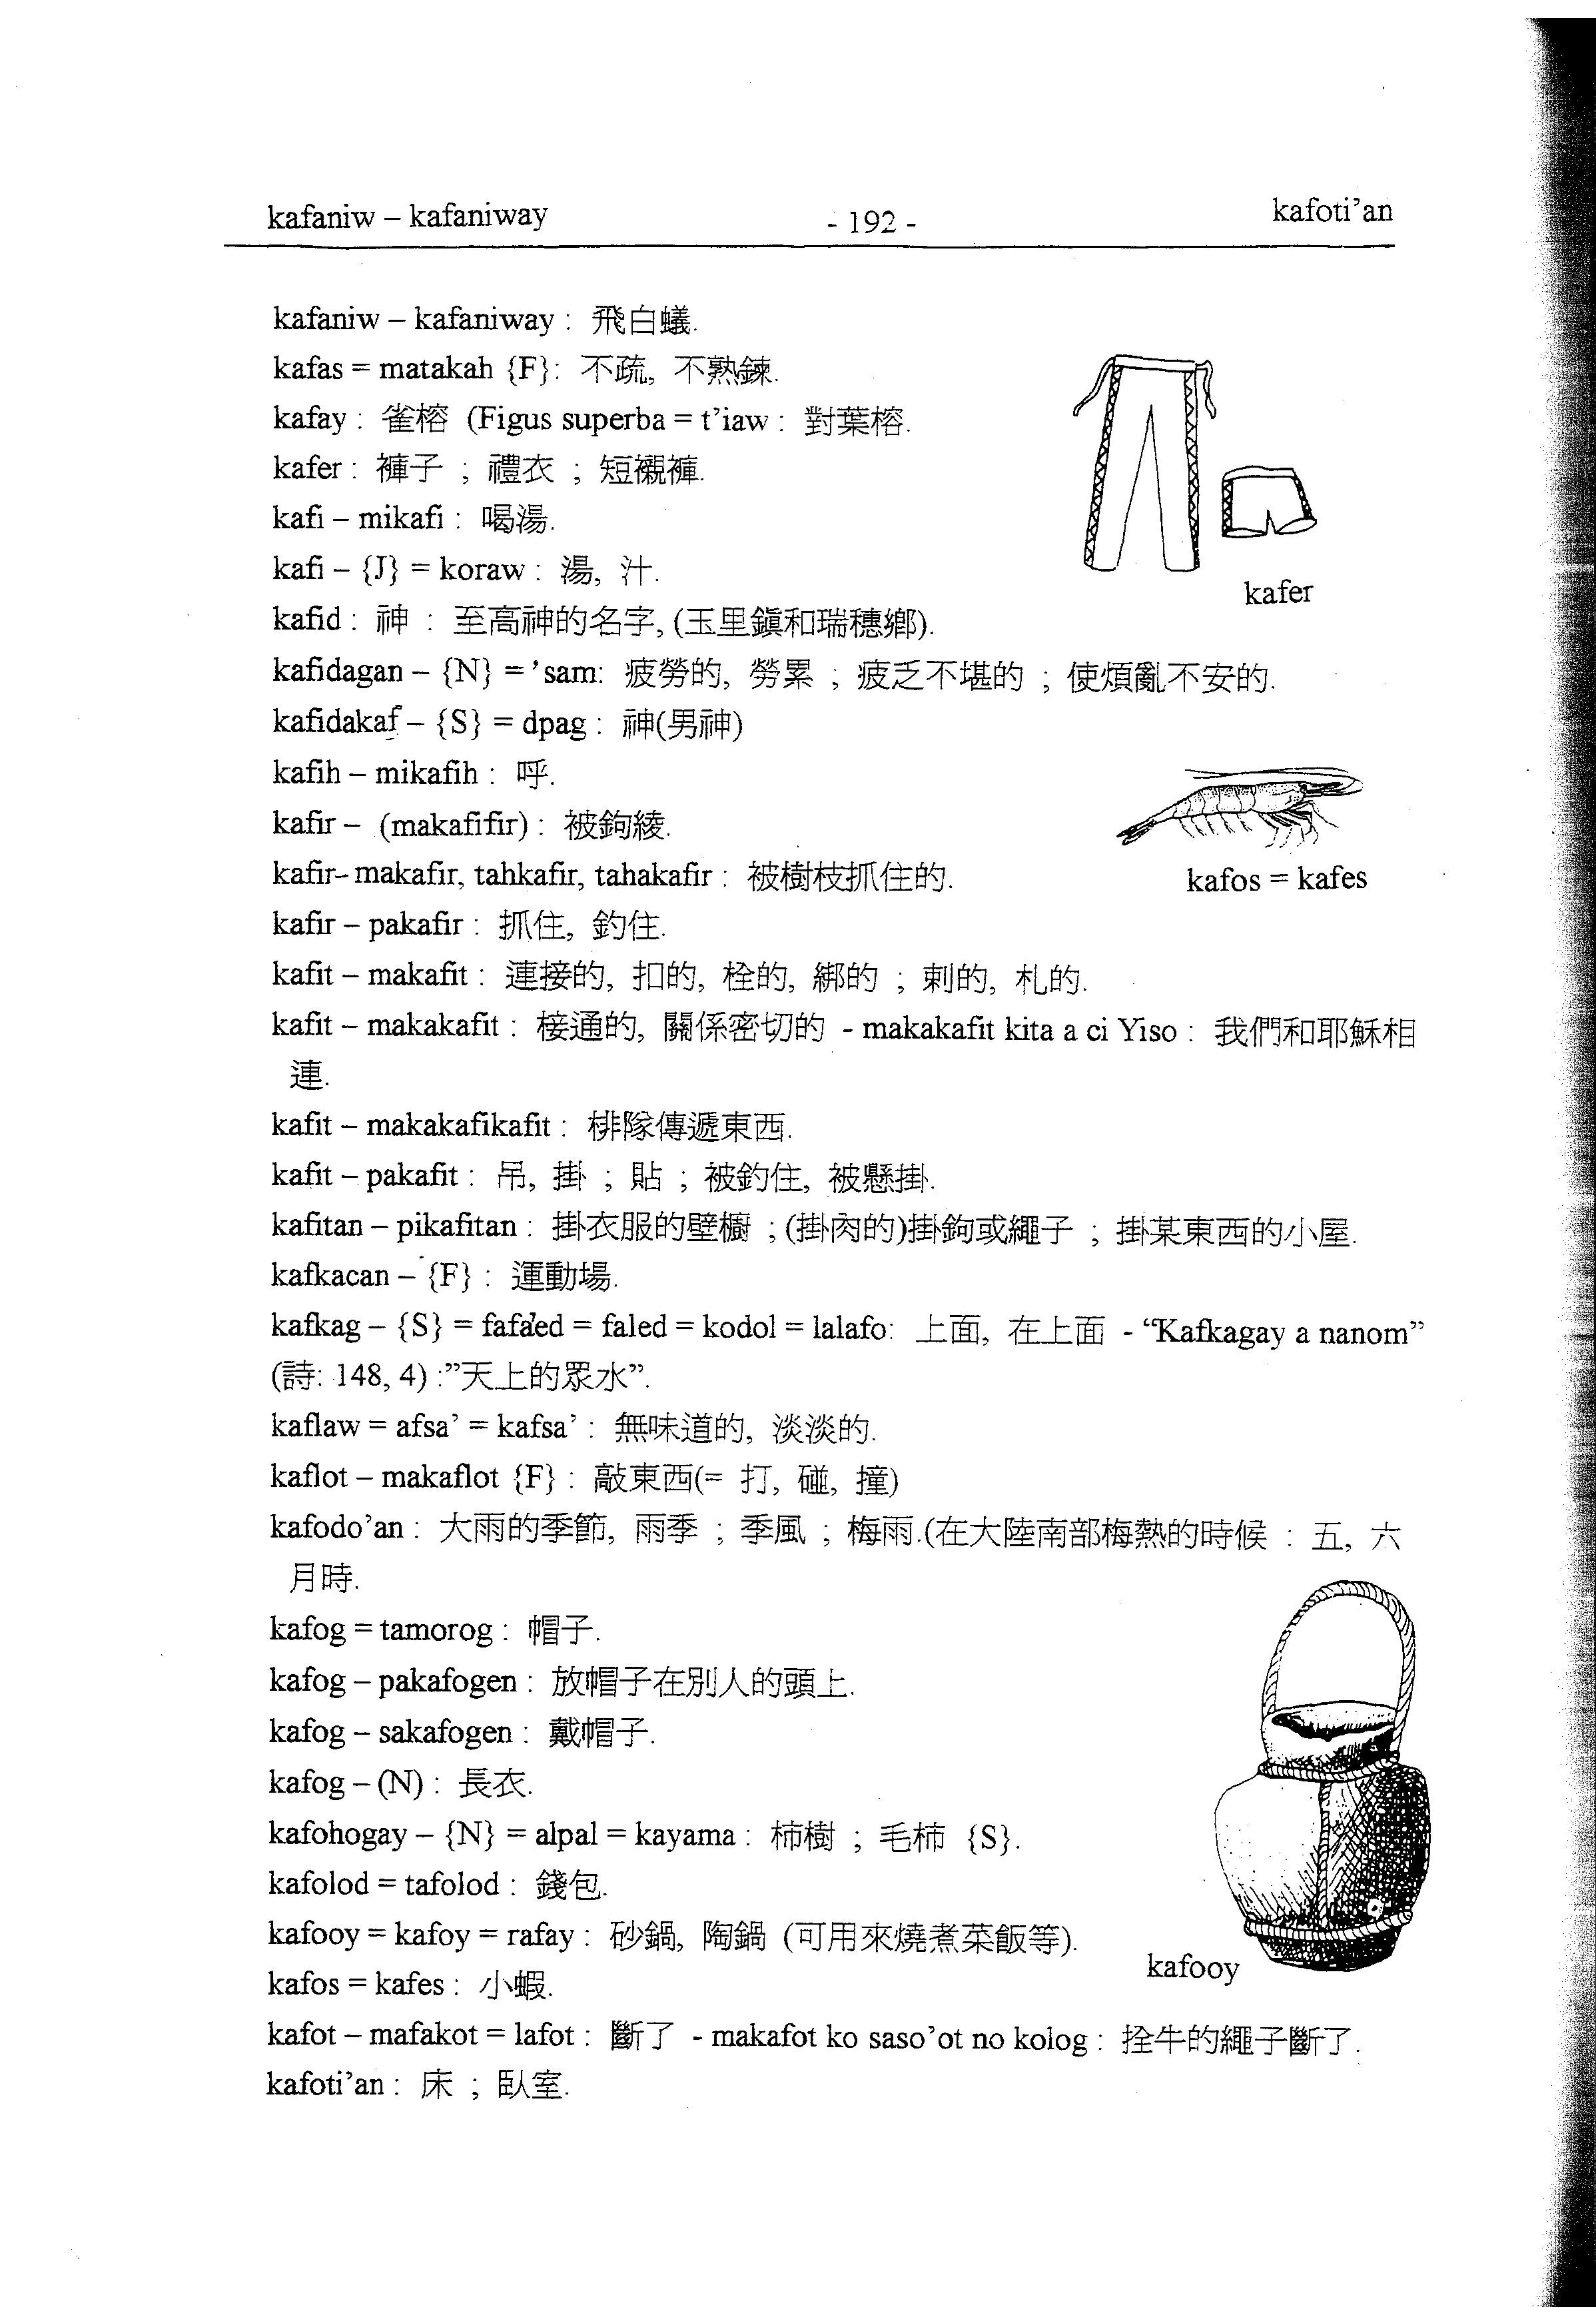 kafaniw – kafaniway - 192 - kafoti’an
kafaniw – kafaniway : 飛白蟻.
kafas = matakah {F}: 不疏, 不熟鍊.
kafay : 雀榕 (Figus superba = t’iaw : 對葉榕.
kafer : 褲子 ; 禮衣 ; 短襯褲.
kafi – mikafi : 喝湯.
kafi – {J} = koraw : 湯, 汁.
kafer
kafid : 神 : 至高神的名字, (玉里鎭和瑞穗鄉).
kafidagan – {N} = ’sam: 疲勞的, 勞累 ; 疲乏不堪的 ; 使煩亂不安的.
kafidakaf – {S} = dpag : 神(男神)
kafih – mikafih : 呼.
kafir – (makafifir) : 被鉤綾.
kafir– makafir, tahkafir, tahakafir : 被樹枝抓住的.
kafos = kafes
kafir – pakafir : 抓住, 釣住.
kafit – makafit : 連接的, 扣的, 栓的, 綁的 ; 刺的, 札的.
kafit – makakafit : 接通的, 關係密切的 - makakafit kita a ci Yiso : 我們和耶穌相
連.
kafit – makakafikafit : 排隊傳遞東西.
kafit – pakafit : 吊, 掛 ; 貼 ; 被釣住, 被懸掛.
kafitan – pikafitan : 掛衣服的壁櫥 ; (掛肉的)掛鉤或繩子 ; 掛某東西的小屋.
kafkacan – {F} : 運動場.
kafkag – {S} = fafa’ed = faled = kodol = lalafo: 上面, 在上面 - “Kafkagay a nanom”
(詩: 148, 4) :”天上的眾水”.
kaflaw = afsa’ = kafsa’ : 無味道的, 淡淡的.
kaflot – makaflot {F} : 敲東西(= 打, 碰, 撞)
kafodo’an : 大雨的季節, 雨季 ; 季風 ; 梅雨.(在大陸南部梅熱的時候 : 五, 六
月時.
kafog = tamorog : 帽子.
kafog – pakafogen : 放帽子在別人的頭上.
kafog – sakafogen : 戴帽子.
kafog – (N) : 長衣.
kafohogay – {N} = alpal = kayama : 柿樹 ; 毛柿 {S}.
kafolod = tafolod : 錢包.
kafooy = kafoy = rafay : 砂鍋, 陶鍋 (可用來燒煮菜飯等).
kafooy
kafos = kafes : 小蝦.
kafot – mafakot = lafot : 斷了 - makafot ko saso’ot no kolog : 拴牛的繩子斷了.
kafoti’an : 床 ; 臥室.